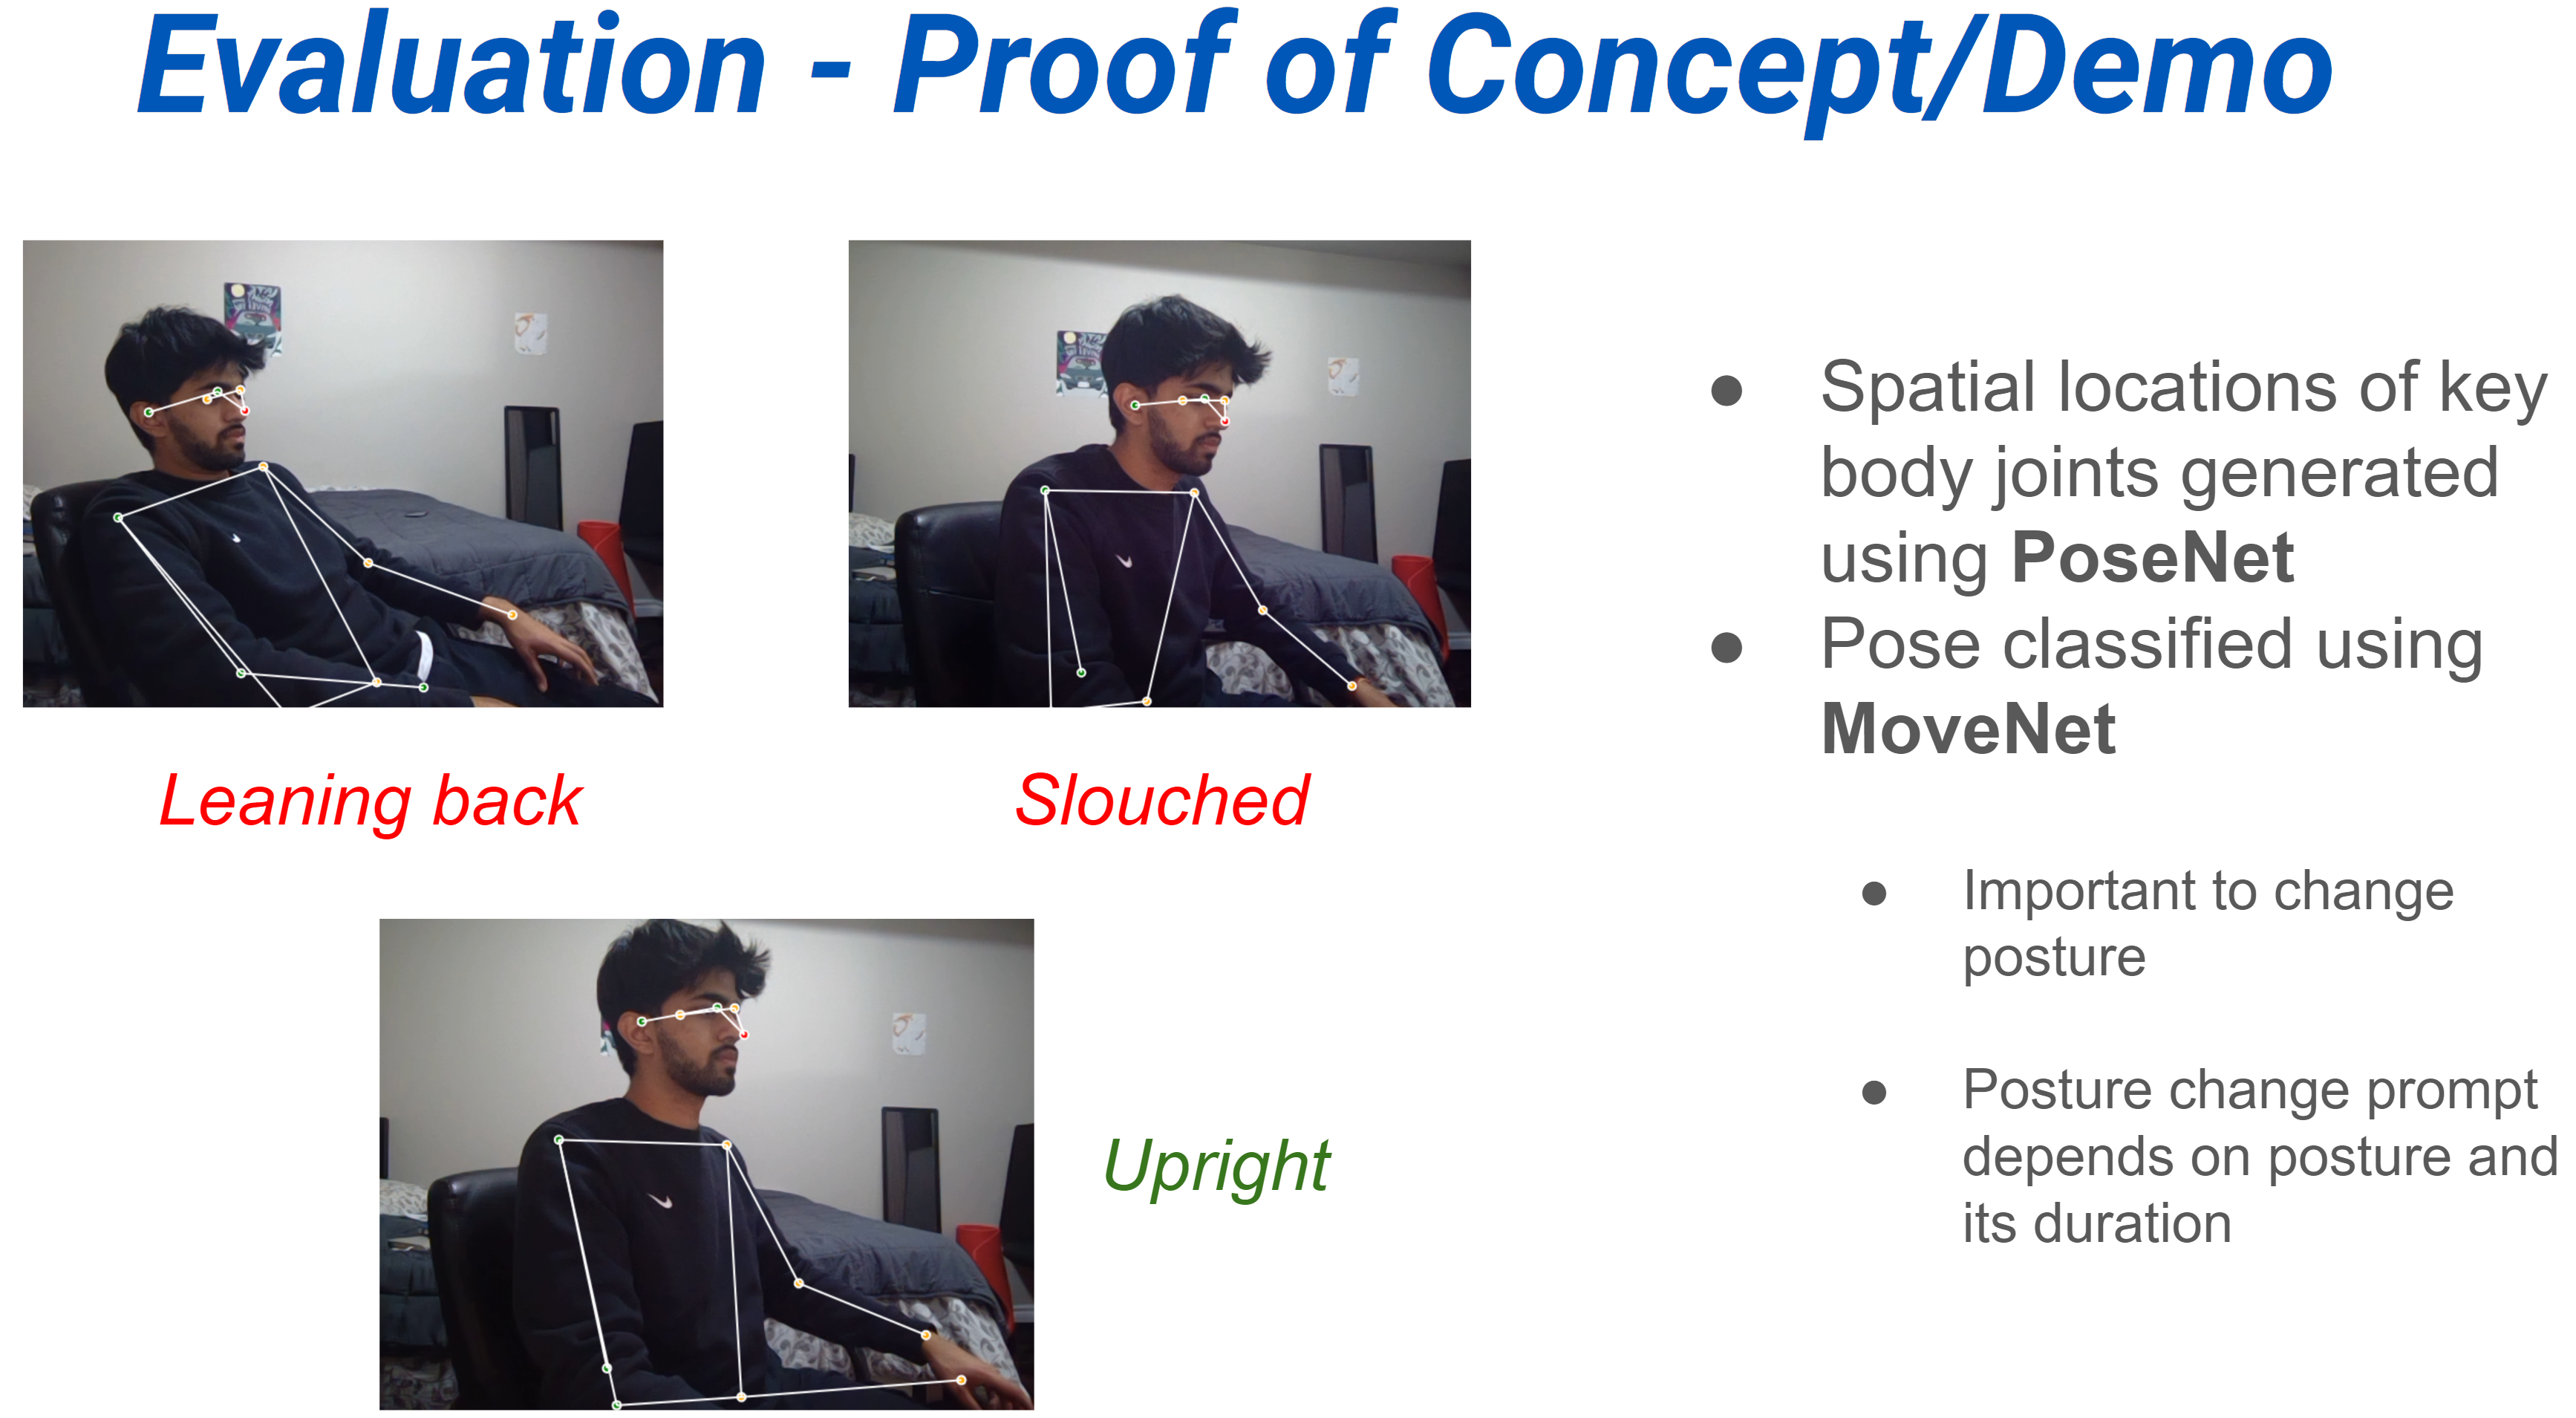 Evaluation - Proof of Concept/Demo
Leaning back
Slouched
Upright
● Spatial locations of key
body joints generated
using PoseNet
● Pose classified using
MoveNet
● Important to change
posture
● Posture change prompt
depends on posture and
its duration